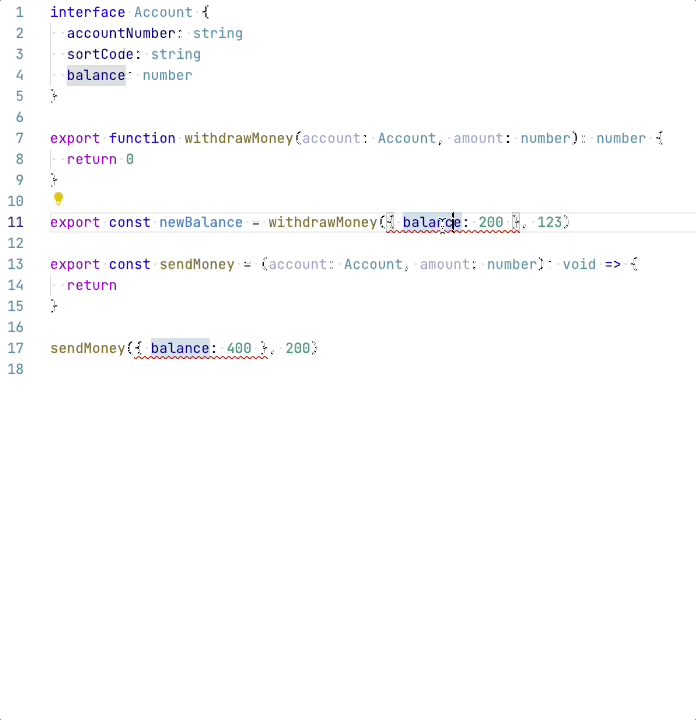 1 interface Account {
2 accountNumber: string
3 sortCode: string
4 balance: number
5 }
6
7 export function withdrawMoney(account: Account, amount: number): number {
8 return 0
9 }
10
11 export const newBalance = withdrawMoney({ balance: 200 }, 123)
12
13 export const sendMoney = (account: Account, amount: number): void => {
14 return
15 }
16
17 sendMoney({ balance: 400 }, 200)
18